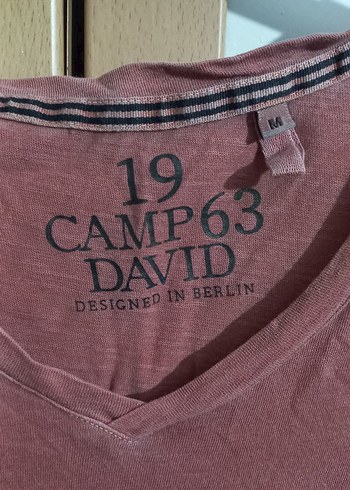 M
19
CAMP 63
DAVID
DESIGNED IN BERLIN